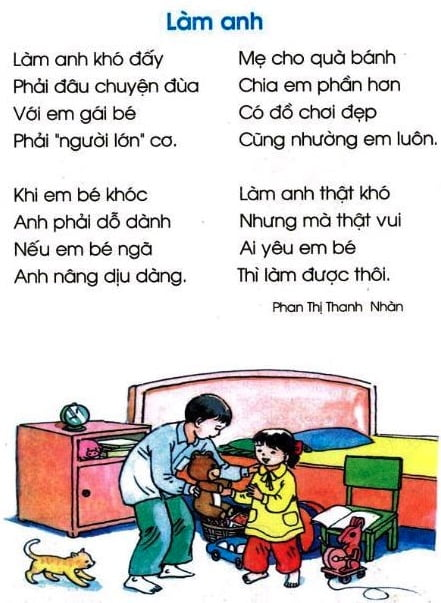 Làm anh
Làm anh khó đấy
Phải đâu chuyện đùa
Với em gái bé
Phải "người lớn" cơ.
Khi em bé khóc
Anh phải dỗ dành
Nếu em bé ngã
Anh nâng dịu dàng.
Mẹ cho quà bánh
Chia em phần hơn
Có đồ chơi đẹp
Cũng nhường em luôn.
Làm anh thật khó
Nhưng mà thật vui
Ai yêu em bé
Thì làm được thôi.
Phan Thị Thanh Nhàn